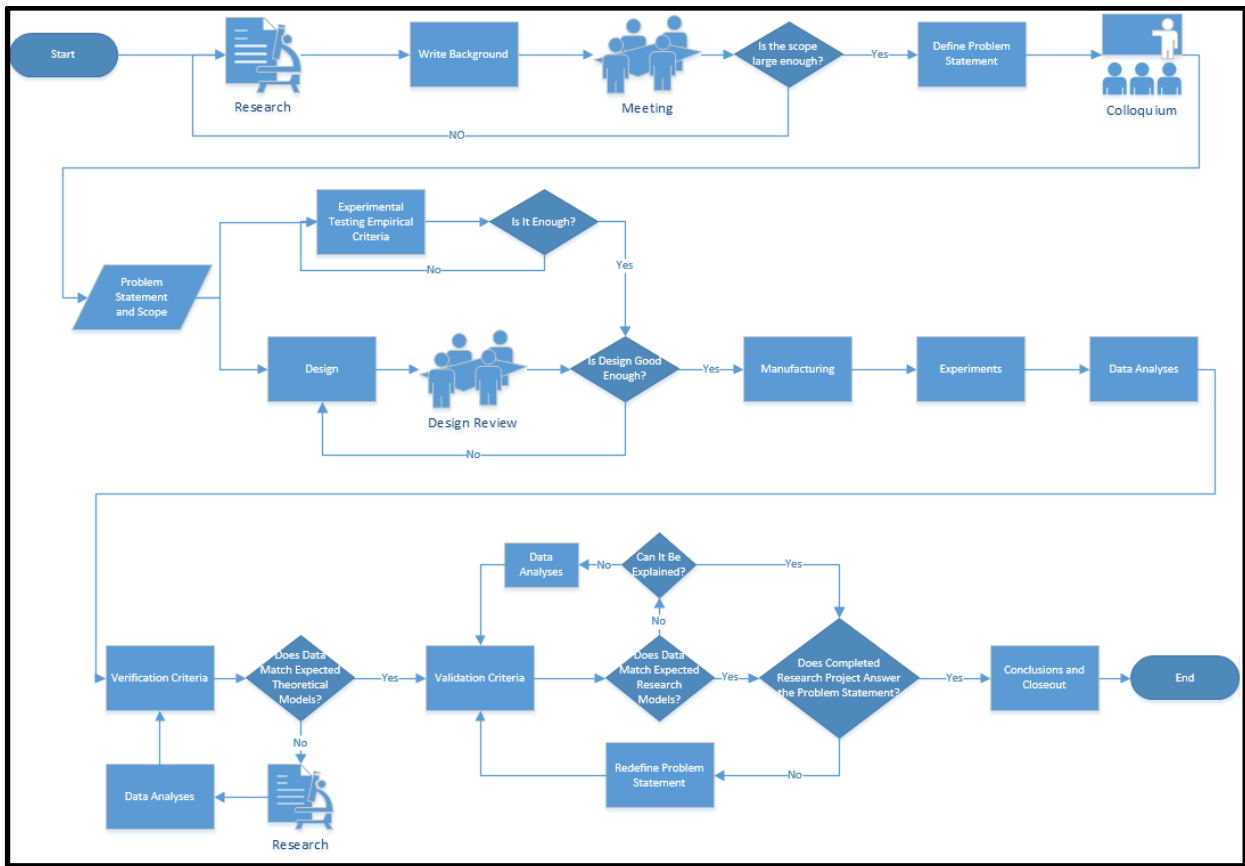 Start
Research
Write Background
Meeting
Is the scope
large enough?
Yes
NO
Define Problem
Statement
Colloquium
Problem
Statement
and Scope
Experimental
Testing Empirical
Criteria
Is It Enough?
No
Yes
Design
Design Review
Is Design Good
Enough?
No
Yes
Manufacturing
Experiments
Data Analyses
Verification Criteria
Does Data
Match Expected
Theoretical
Models?
Yes
No
Research
Data Analyses
Validation Criteria
Does Data
Match Expected
Research
Models?
No
Can It Be
Explained?
No
Data
Analyses
Yes
Yes
Does Completed
Research Project Answer
the Problem Statement?
No
Redefine Problem
Statement
Yes
Conclusions and
Closeout
End